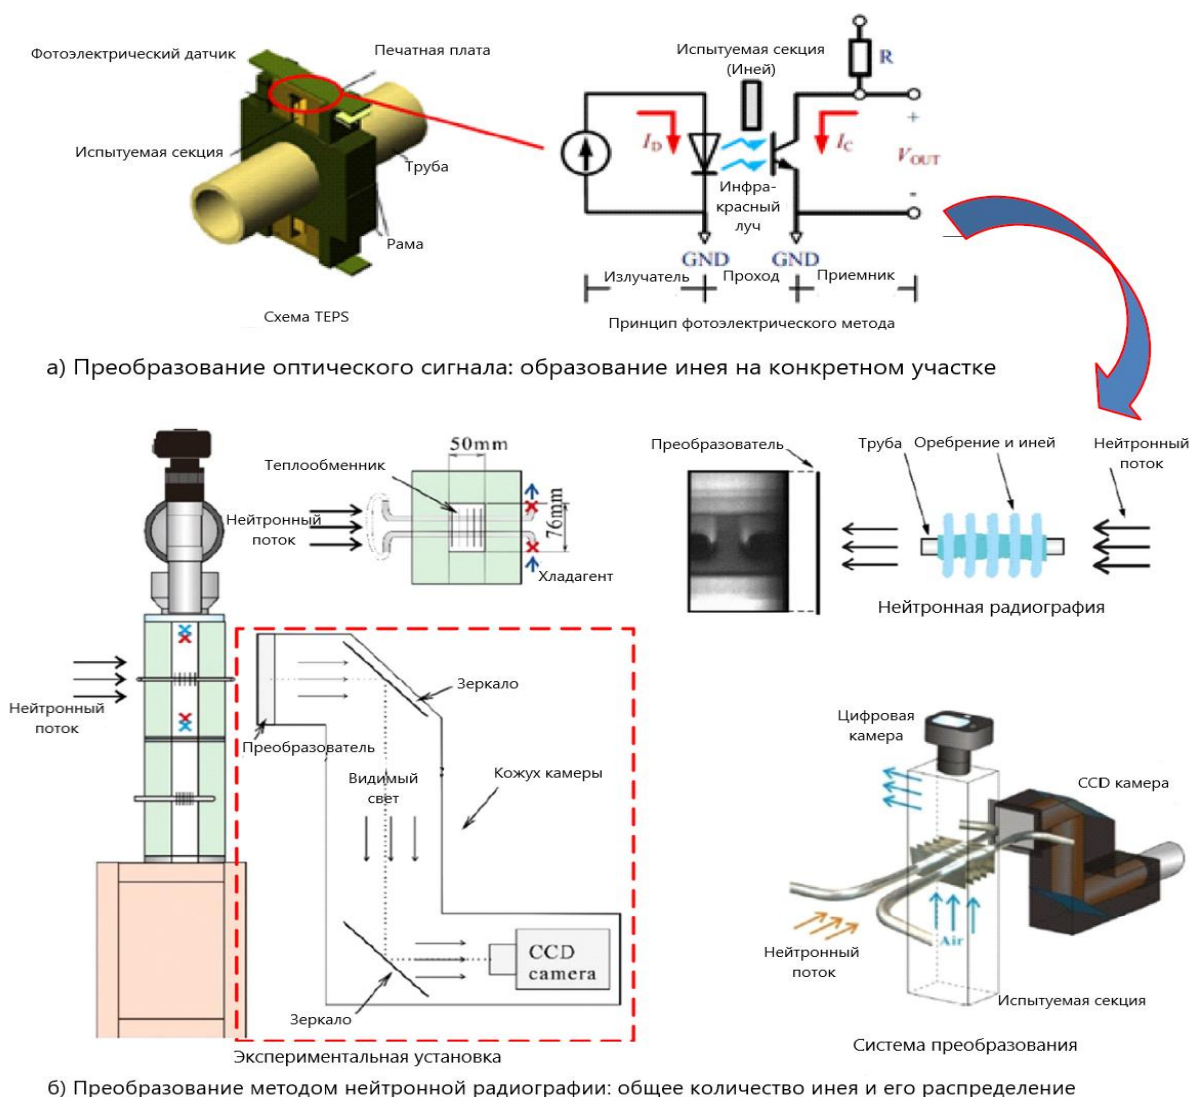 Фотоэлектрический датчик
Печатная плата
Испытуемая секция
Труба
Рама
Схема TEPS
Испытуемая секция
(Иней)
R
I_D
I_C
+
V_OUT
-
Инфра-
красный
луч
GND
GND
Излучатель
Проход
Приемник
Принцип фотоэлектрического метода
а) Преобразование оптического сигнала: образование инея на конкретном участке
50mm
Теплообменник
76mm
Нейтронный
поток
Хладагент
Преобразователь
Труба
Оребрение и иней
Нейтронный
поток
Нейтронная радиография
Нейтронный
поток
Зеркало
Преобразователь
Видимый
свет
Кожух камеры
CCD
camera
Зеркало
Экспериментальная установка
Цифровая
камера
CCD камера
Air
Нейтронный
поток
Испытуемая секция
Система преобразования
б) Преобразование методом нейтронной радиографии: общее количество инея и его распределение